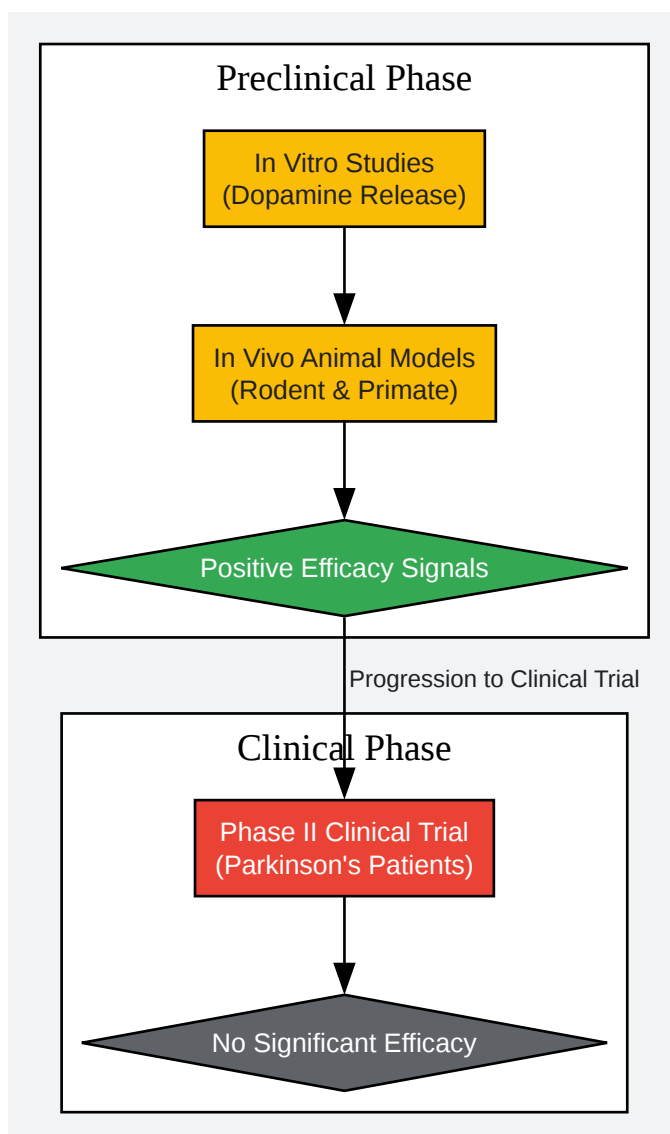 Preclinical Phase
In Vitro Studies
(Dopamine Release)
In Vivo Animal Models
(Rodent & Primate)
Positive Efficacy Signals
Progression to Clinical Trial
Clinical Phase
Phase II Clinical Trial
(Parkinson's Patients)
No Significant Efficacy